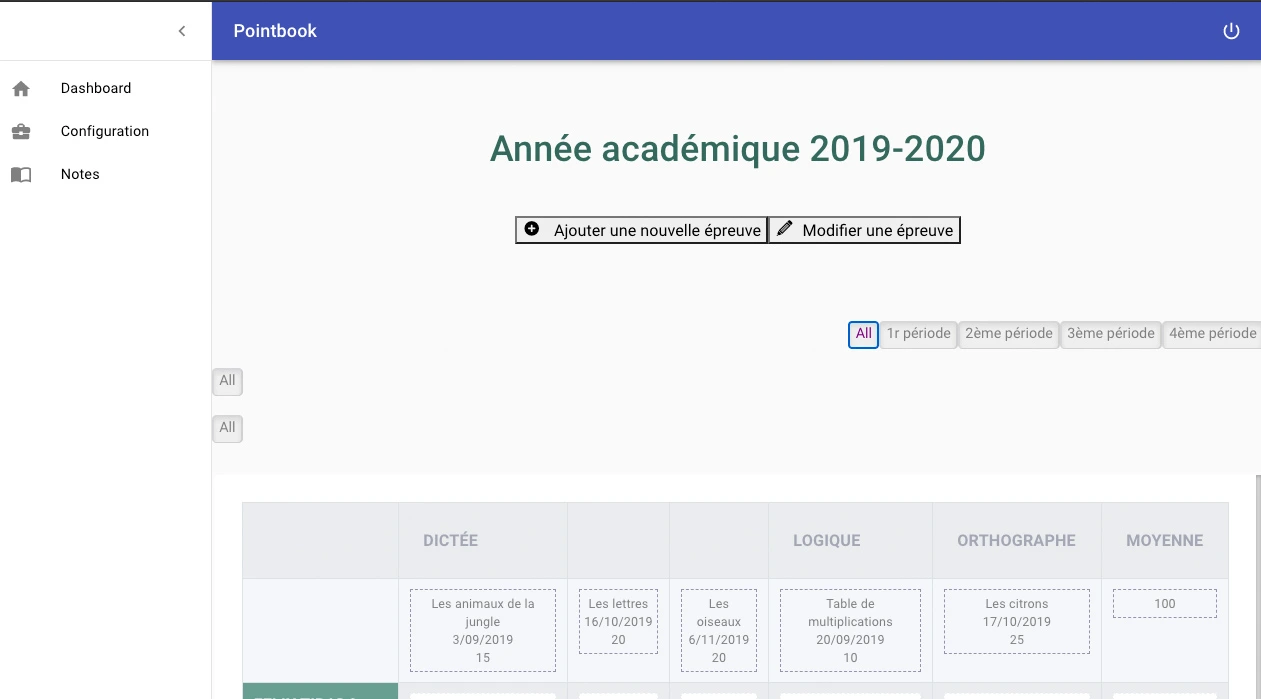 Pointbook
Dashboard
Configuration
Notes
Année académique 2019-2020
Ajouter une nouvelle épreuve
Modifier une épreuve
All 1r période 2ème période 3ème période 4ème période
All
All
DICTÉE LOGIQUE ORTHOGRAPHE MOYENNE
Les animaux de la
jungle
3/09/2019
15
Les lettres
16/10/2019
20
Les
oiseaux
6/11/2019
20
Table de
multiplications
20/09/2019
10
Les citrons
17/10/2019
25
100